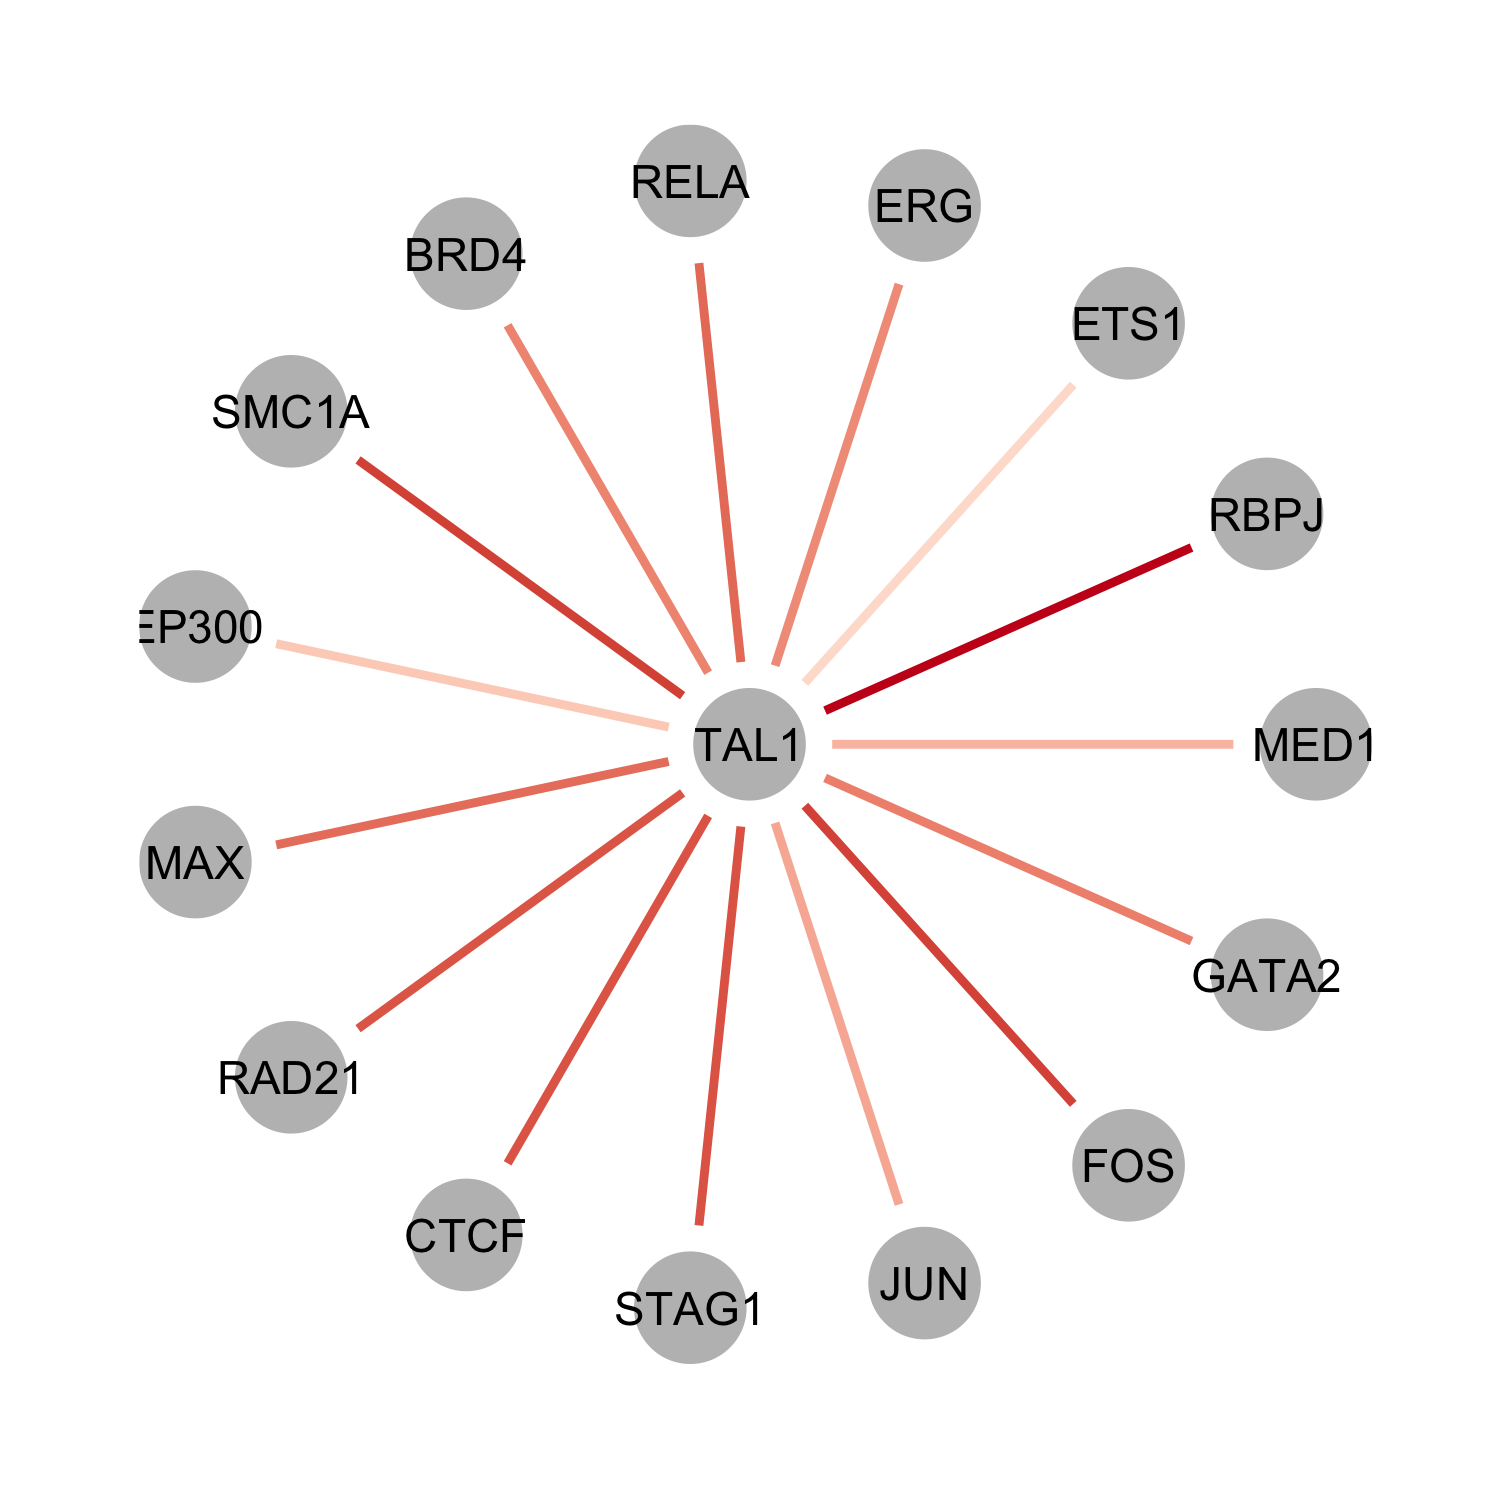 RELA
ERG
BRD4
ETS1
SMC1A
RBPJ
EP300
TAL1
MED1
MAX
GATA2
RAD21
FOS
CTCF
JUN
STAG1